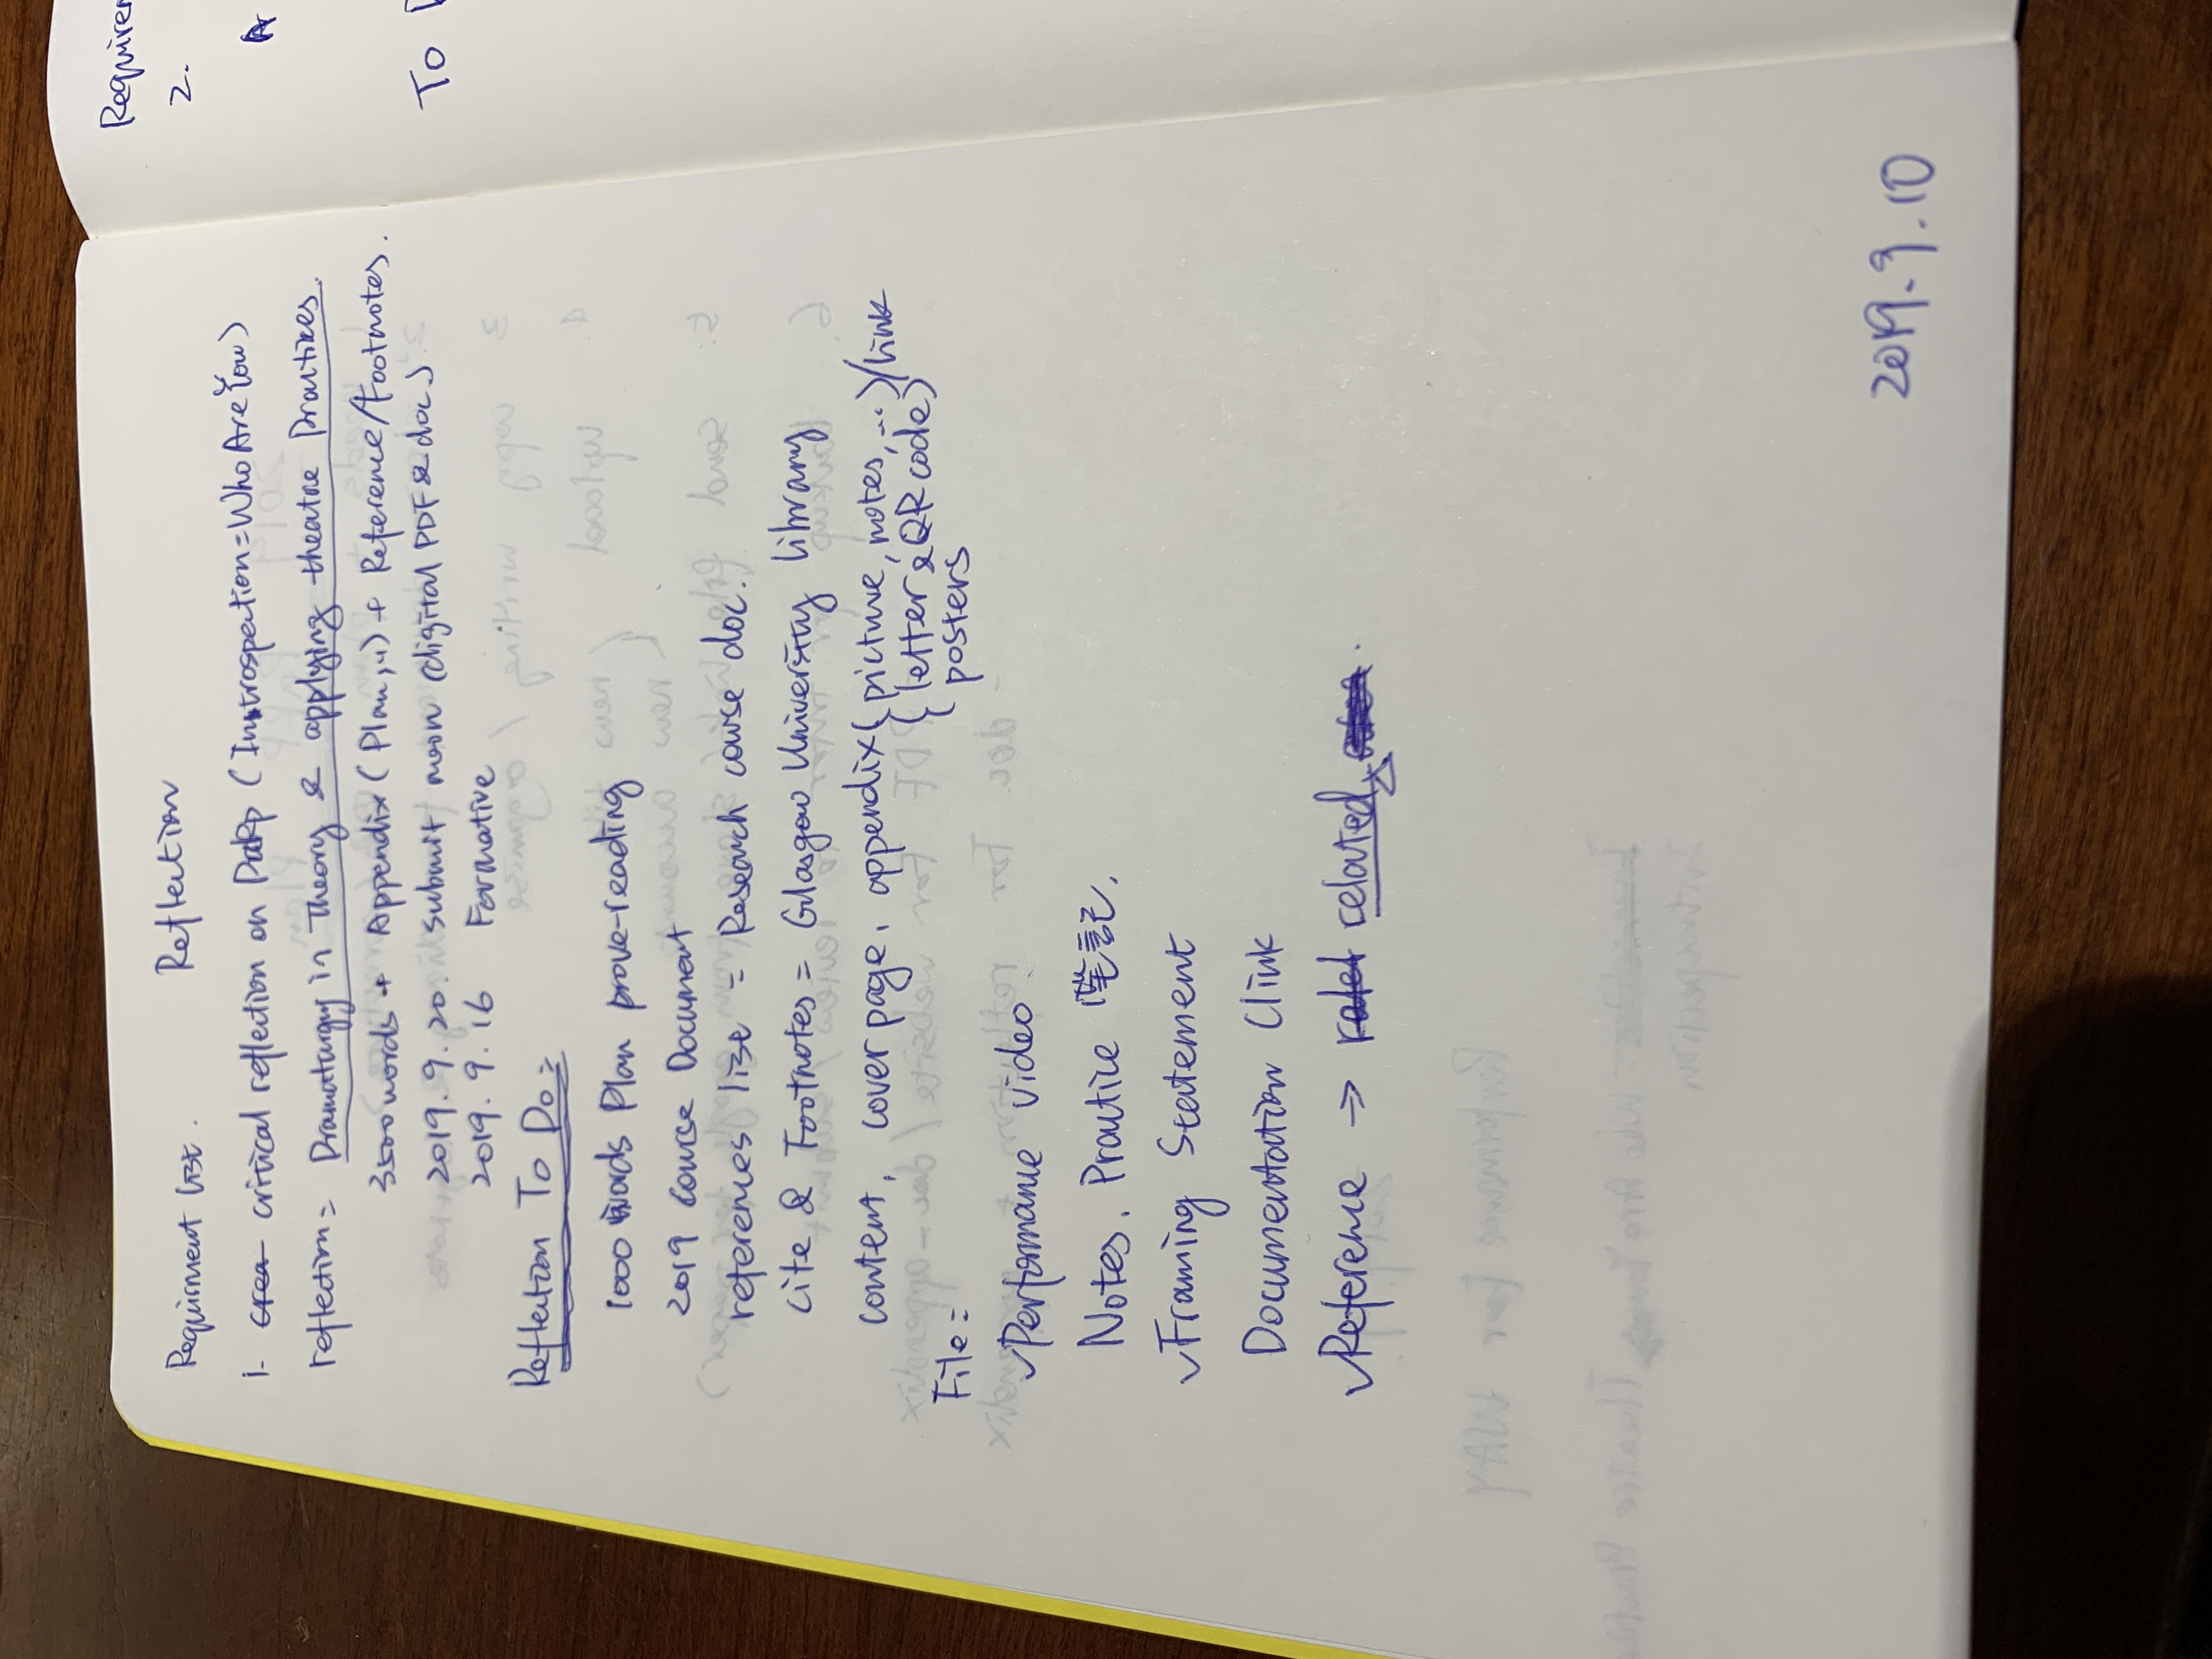 Requirment list. Reflection
1. crea critical reflection on PaRp (Introspection=Who Are You)
reflection = Dramaturgy in Theory & applying theatre Practices.
3500 words + Appendix (Plan, ..) + Reference/Footnotes.
2019. 9. 20. submit noon (digital PDF & doc.)
2019. 9. 16 Formative
Reflection To Do =
1000 words Plan prove-reading
2019 Course Document
references list = Research course doc.
cite & Footnotes = Glasgow University library
content, cover page, appendix (picture, notes, ...)/link
(letter & QR code)
( posters
File =
✓Performance video
Notes. Practice 筆記.
✓Framing Statement
Documentation (link
✓Reference → related
2019. 9. 10
Requirem
2.
A
To D